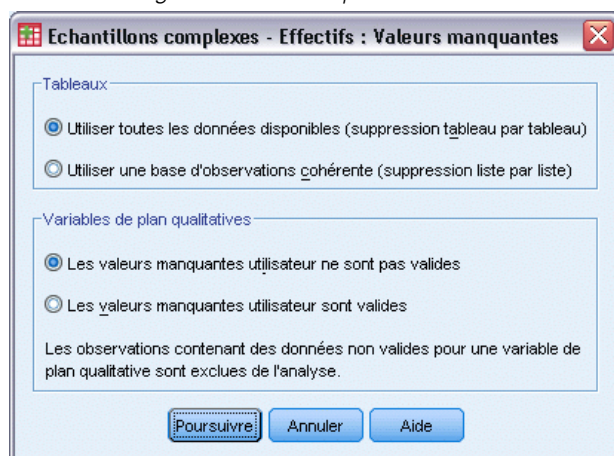 Echantillons complexes - Effectifs : Valeurs manquantes
Tableaux
Utiliser toutes les données disponibles (suppression tableau par tableau)
Utiliser une base d'observations cohérente (suppression liste par liste)
Variables de plan qualitatives
Les valeurs manquantes utilisateur ne sont pas valides
Les valeurs manquantes utilisateur sont valides
Les observations contenant des données non valides pour une variable de
plan qualitative sont exclues de l'analyse.
Poursuivre Annuler Aide